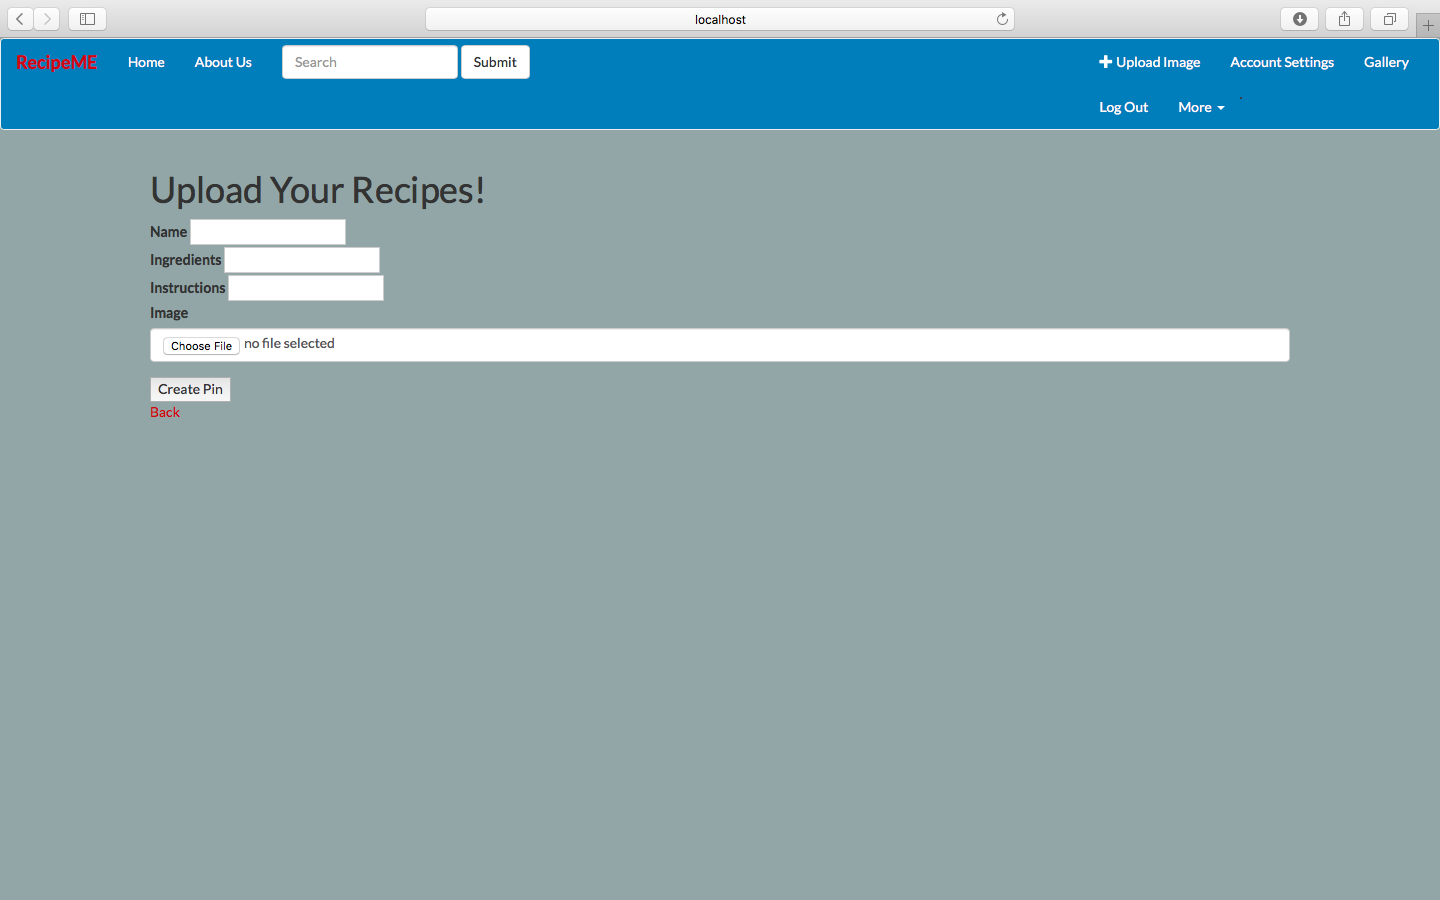 localhost
RecipeME Home About Us Search Submit Upload Image Account Settings Gallery
Log Out More
Upload Your Recipes!
Name
Ingredients
Instructions
Image
Choose File no file selected
Create Pin
Back